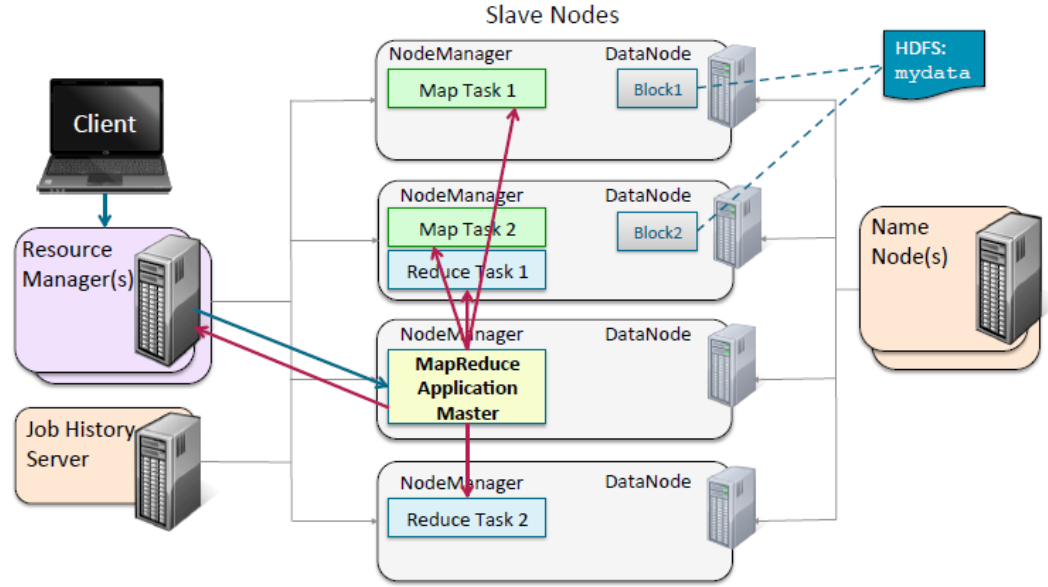 Slave Nodes
Client
Resource
Manager(s)
Job History
Server
NodeManager
DataNode
Map Task 1
Block1
NodeManager
DataNode
Map Task 2
Block2
Reduce Task 1
NodeManager
DataNode
MapReduce
Application
Master
NodeManager
DataNode
Reduce Task 2
HDFS:
mydata
Name
Node(s)